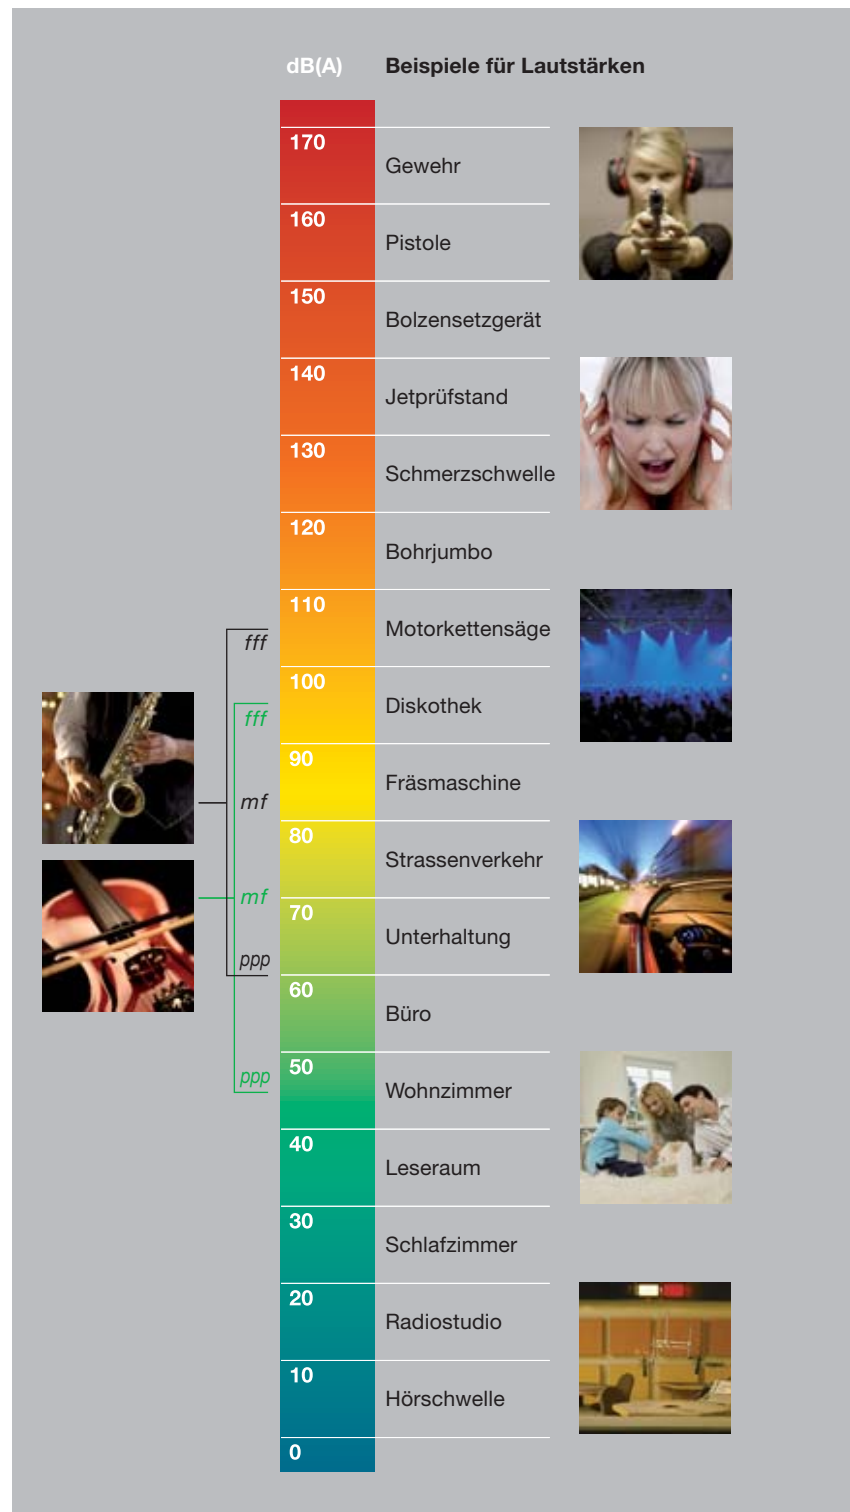 dB(A) Beispiele für Lautstärken
170
Gewehr
160
Pistole
150
Bolzensetzgerät
140
Jetprüfstand
130
Schmerzschwelle
120
Bohrjumbo
110
Motorkettensäge
fff
100
Diskothek
fff
90
Fräsmaschine
mf
80
Strassenverkehr
mf
70
Unterhaltung
ppp
60
Büro
50
ppp
Wohnzimmer
40
Leseraum
30
Schlafzimmer
20
Radiostudio
10
Hörschwelle
0